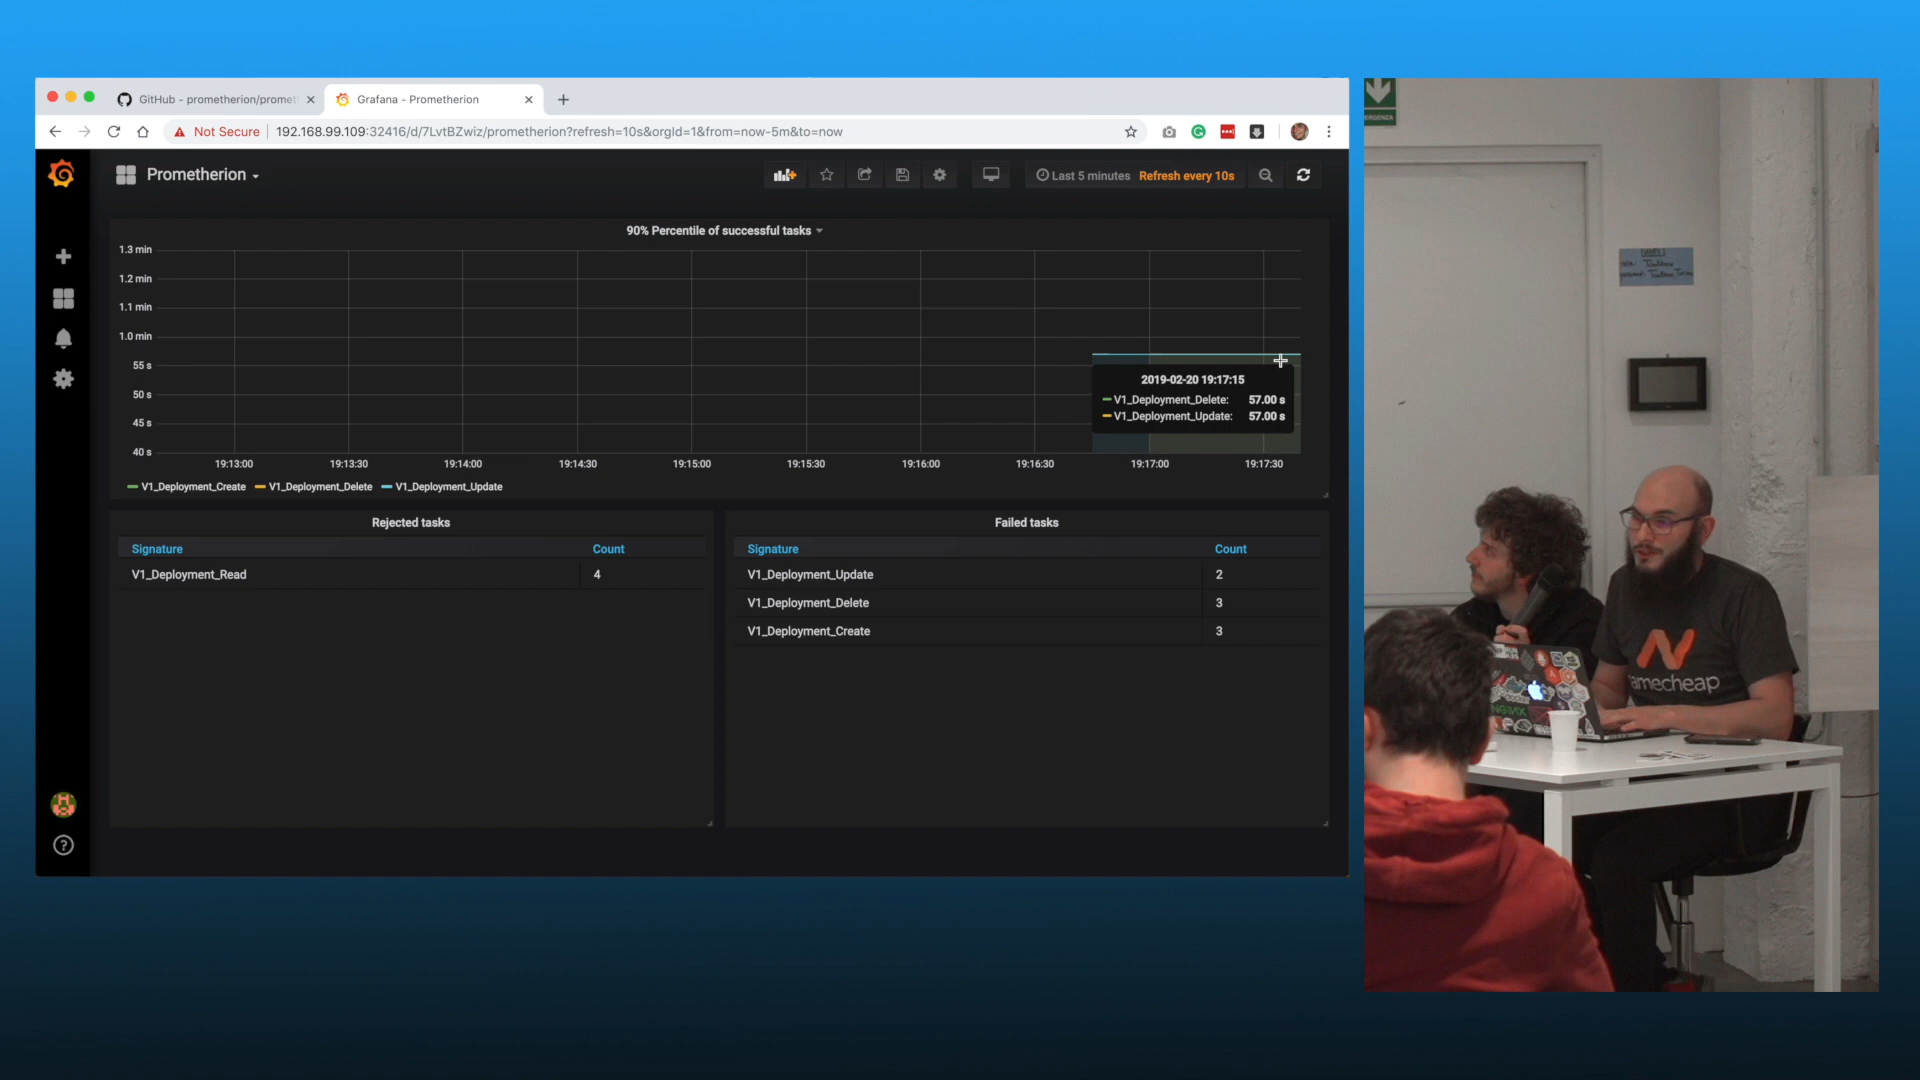 GitHub - prometherion/promet
Grafana - Prometherion
Not Secure
192.168.99.109:32416/d/7LvtBZwiz/prometherion?refresh=10s&orgId=1&from=now-5m&to=now
Prometherion
Last 5 minutes Refresh every 10s
90% Percentile of successful tasks
1.3 min
1.2 min
1.1 min
1.0 min
55 s
50 s
45 s
40 s
2019-02-20 19:17:15
V1_Deployment_Delete: 57.00 s
V1_Deployment_Update: 57.00 s
19:13:00 19:13:30 19:14:00 19:14:30 19:15:00 19:15:30 19:16:00 19:16:30 19:17:00 19:17:30
V1_Deployment_Create V1_Deployment_Delete V1_Deployment_Update
Rejected tasks
Signature Count
V1_Deployment_Read 4
Failed tasks
Signature Count
V1_Deployment_Update 2
V1_Deployment_Delete 3
V1_Deployment_Create 3
ERGENZA
NGINX
amecheap